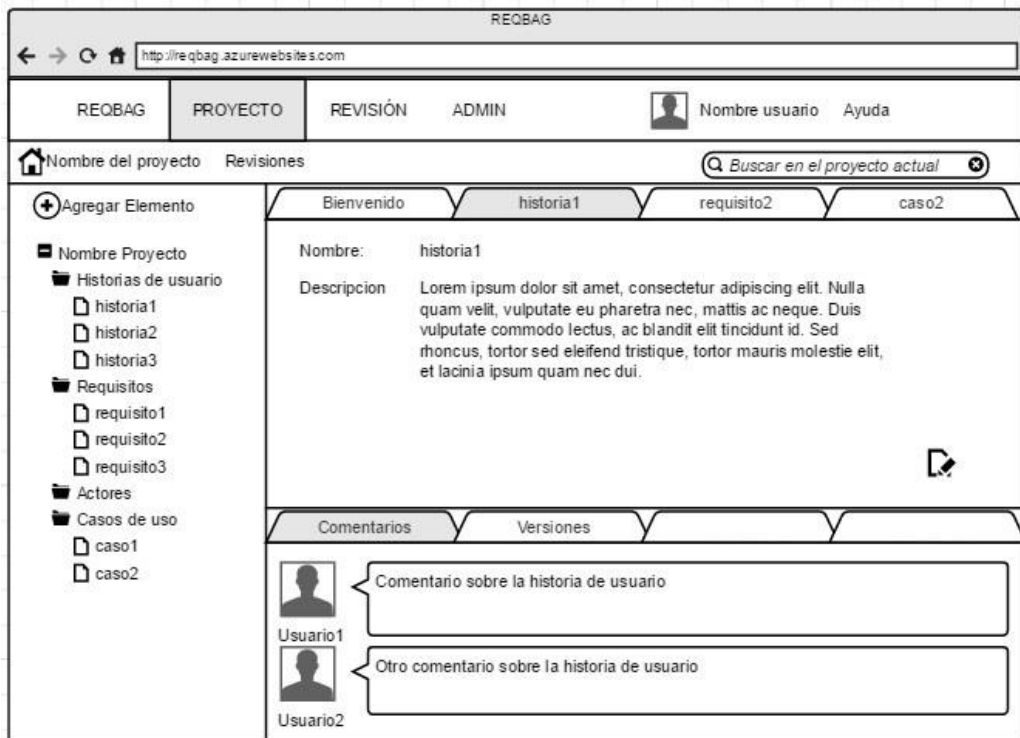 REQBAG
http://reqbag.azurewebsites.com
REQBAG PROYECTO REVISIÓN ADMIN Nombre usuario Ayuda
Nombre del proyecto Revisiones Buscar en el proyecto actual
Agregar Elemento
Nombre Proyecto
Historias de usuario
historia1
historia2
historia3
Requisitos
requisito1
requisito2
requisito3
Actores
Casos de uso
caso1
caso2
Bienvenido historia1 requisito2 caso2
Nombre: historia1
Descripcion Lorem ipsum dolor sit amet, consectetur adipiscing elit. Nulla
quam velit, vulputate eu pharetra nec, mattis ac neque. Duis
vulputate commodo lectus, ac blandit elit tincidunt id. Sed
rhoncus, tortor sed eleifend tristique, tortor mauris molestie elit,
et lacinia ipsum quam nec dui.
Comentarios Versiones
Comentario sobre la historia de usuario
Usuario1
Otro comentario sobre la historia de usuario
Usuario2